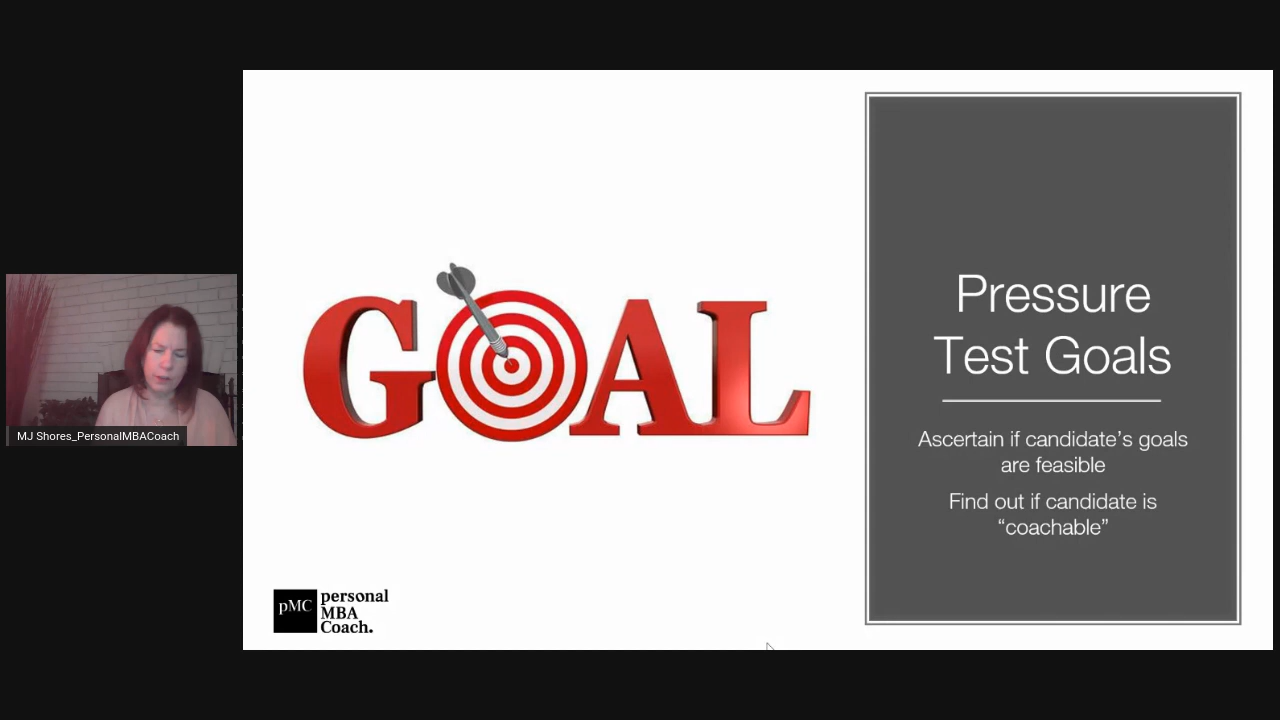 GOAL
Pressure
Test Goals
Ascertain if candidate’s goals
are feasible
Find out if candidate is
“coachable”
MJ Shores_PersonalMBACoach
pMC
personal
MBA
Coach.